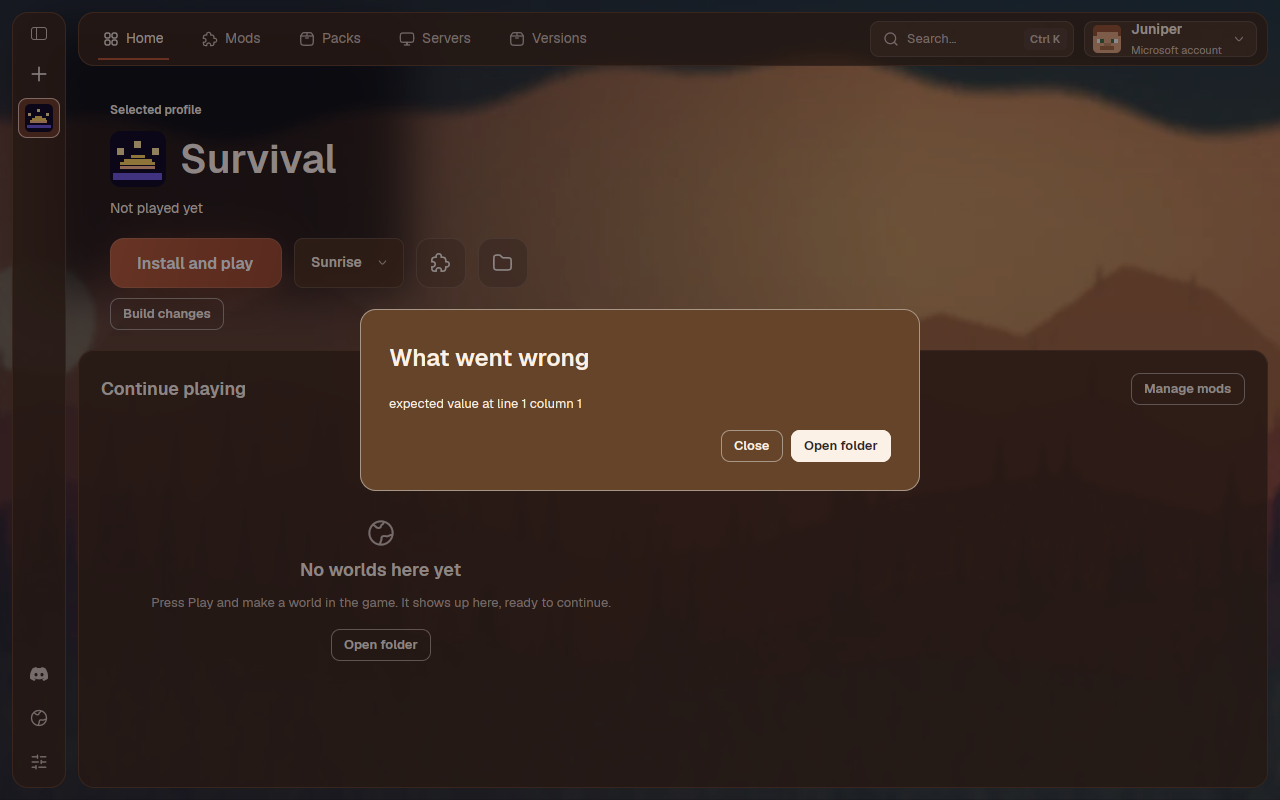 Home
Mods
Packs
Servers
Versions
Search...
Ctrl K
Juniper
Microsoft account
Selected profile
Survival
Not played yet
Install and play
Sunrise
Build changes
What went wrong
expected value at line 1 column 1
Close
Open folder
Continue playing
Manage mods
No worlds here yet
Press Play and make a world in the game. It shows up here, ready to continue.
Open folder